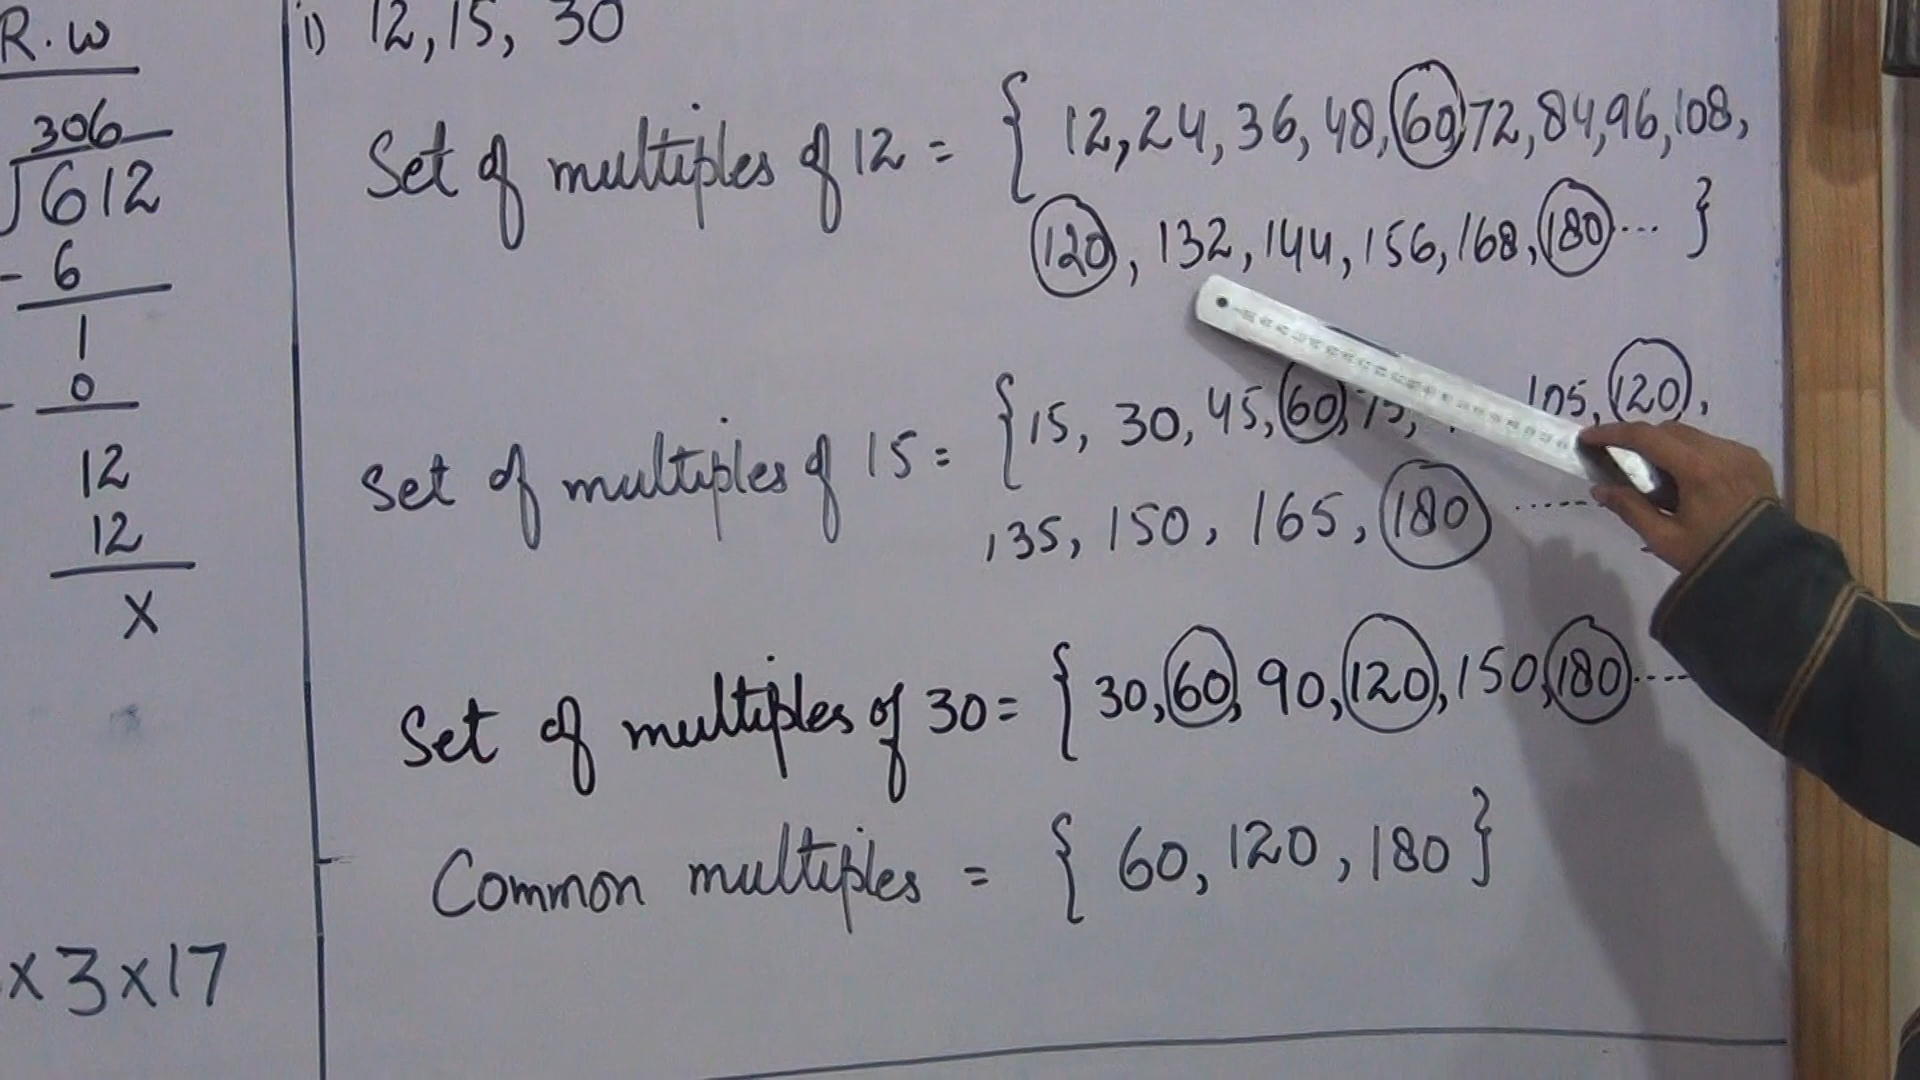 R.W
306
612
- 6
1
- 0
12
12
x
x 3 x 17
i) 12, 15, 30
Set of multiples of 12 = { 12, 24, 36, 48, 60, 72, 84, 96, 108,
120, 132, 144, 156, 168, 180 ... }
Set of multiples of 15 = { 15, 30, 45, 60, 75, 105, 120,
135, 150, 165, 180 ......
Set of multiples of 30 = { 30, 60, 90, 120, 150, 180 ....
Common multiples = { 60, 120, 180 }